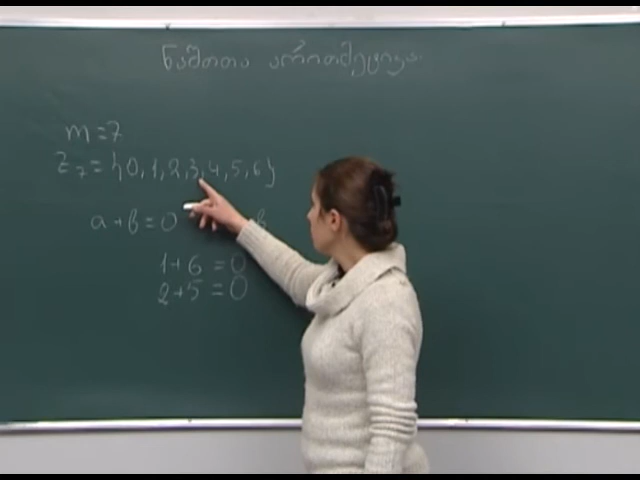 ნაშთთა არითმეტიკა
m = 7
Z₇ = {0, 1, 2, 3, 4, 5, 6}
a + b = 0 b
1 + 6 = 0
2 + 5 = 0